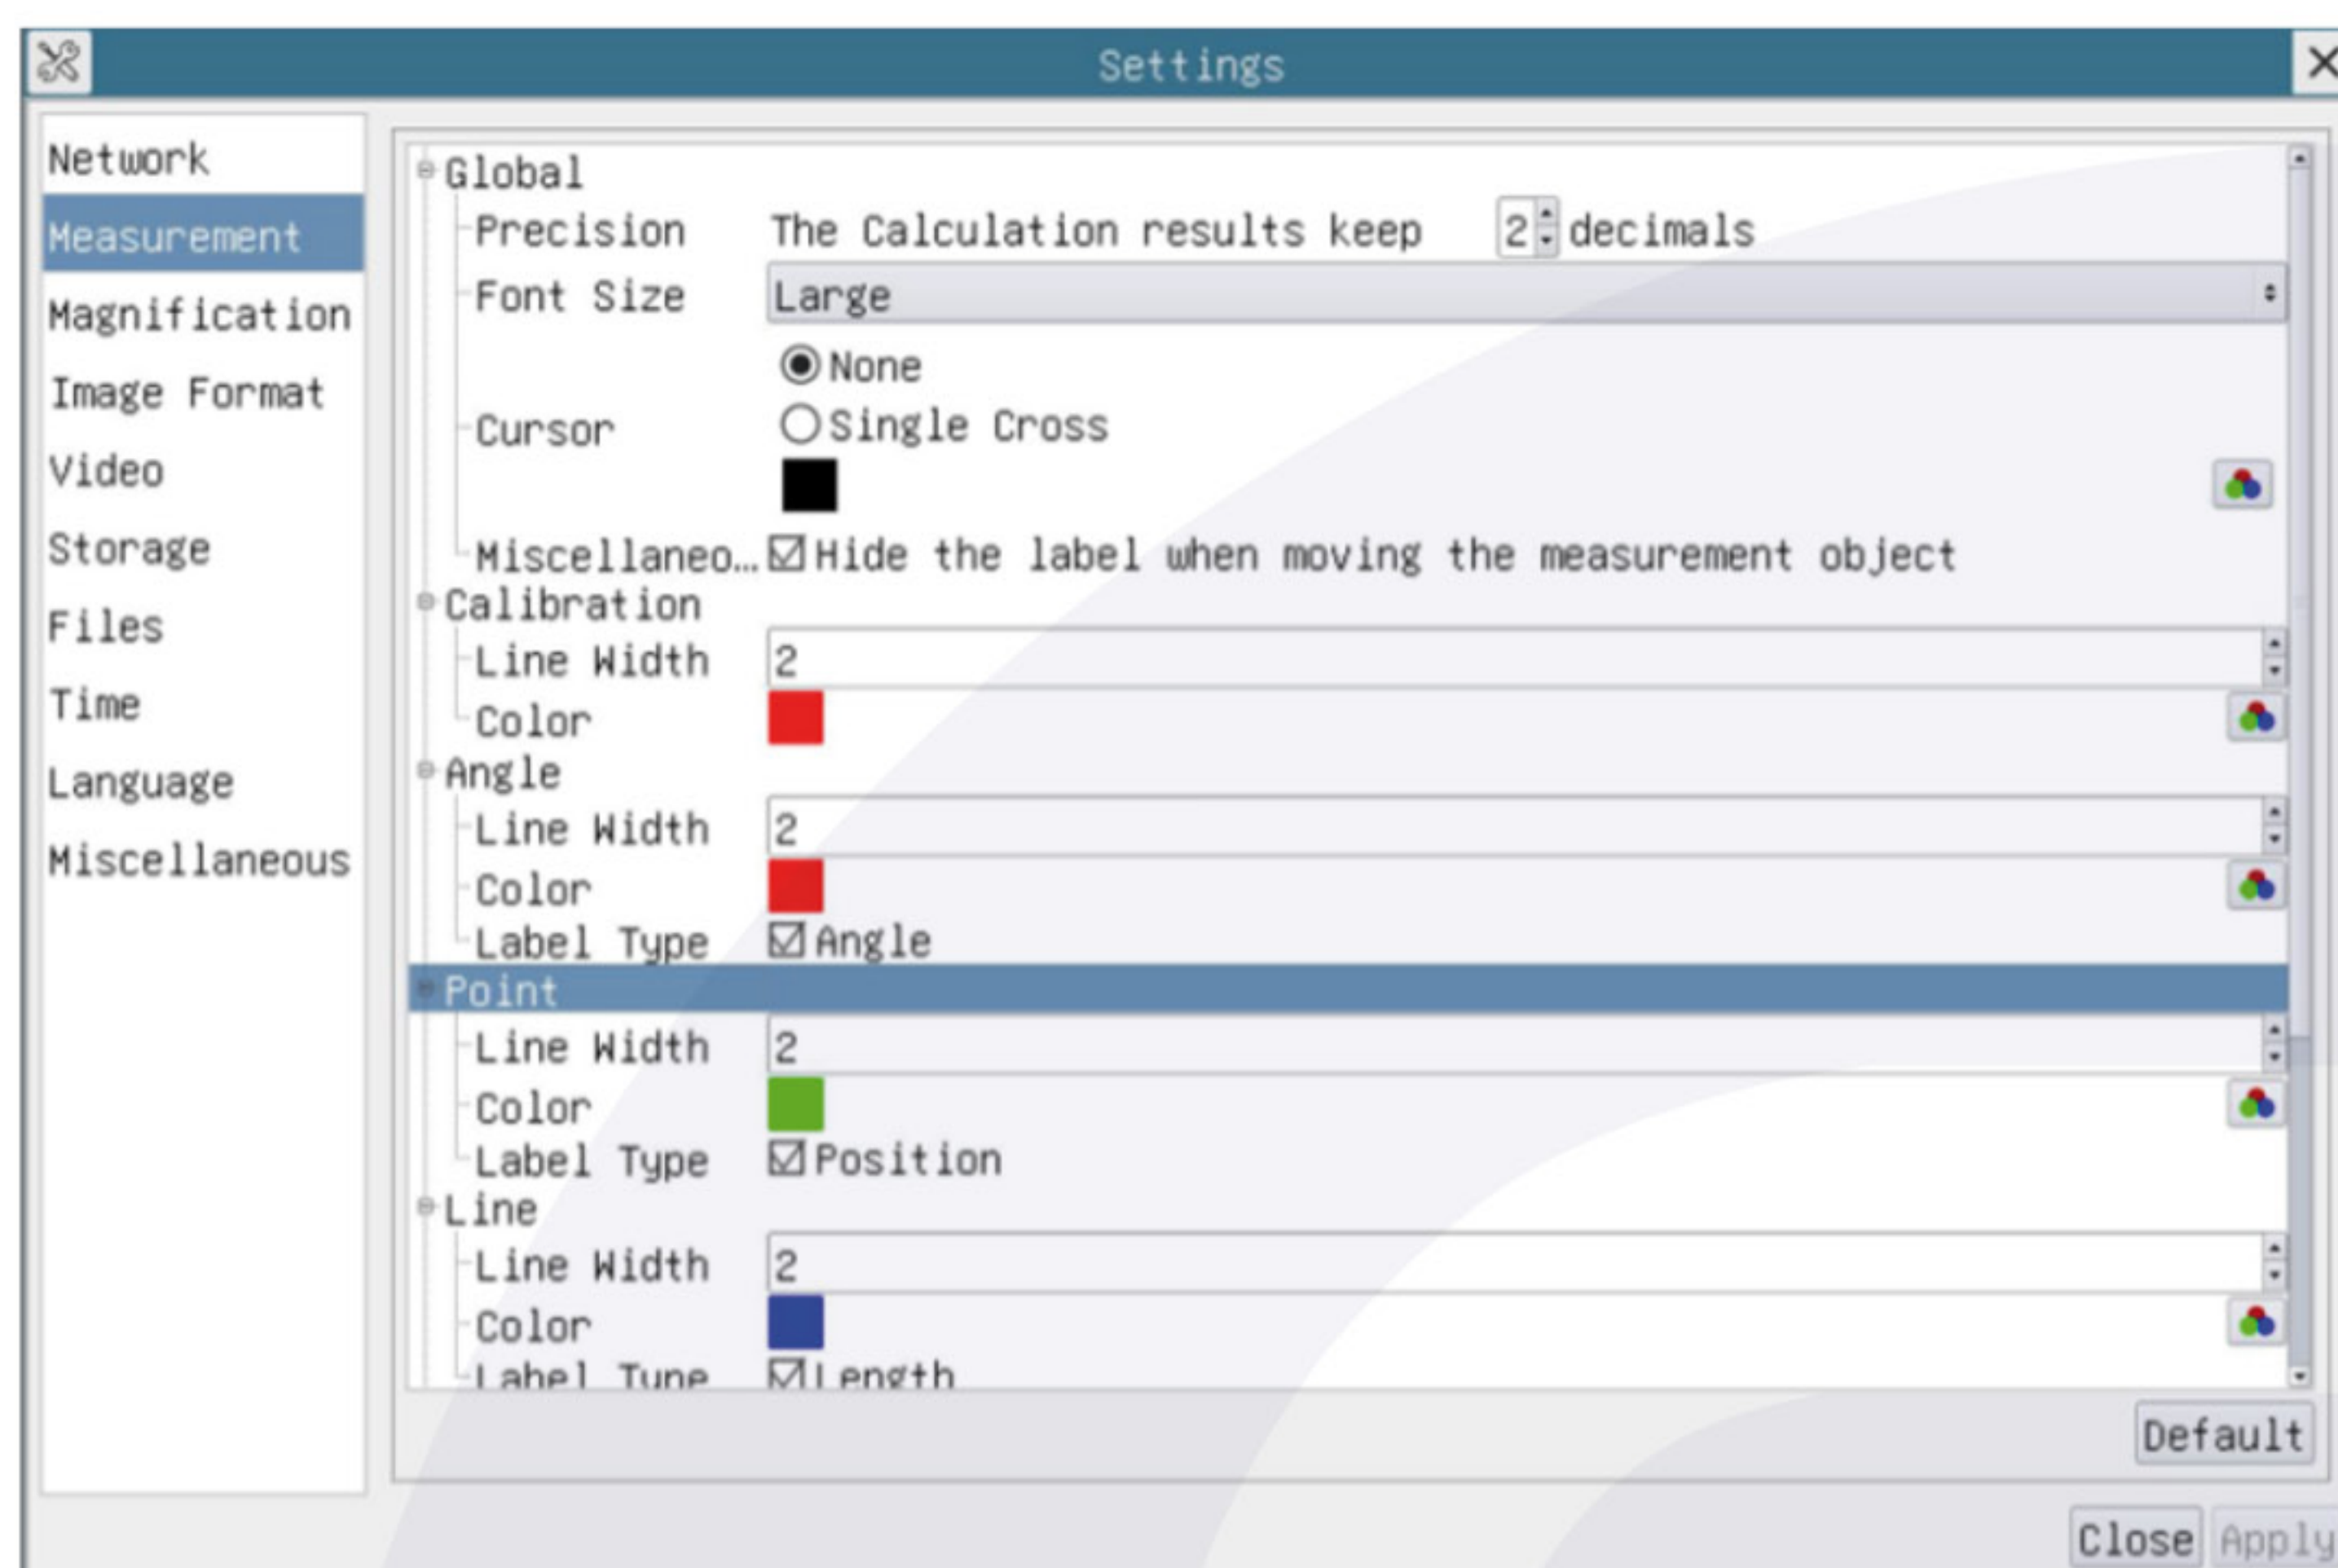 Settings
Network
Measurement
Magnification
Image Format
Video
Storage
Files
Time
Language
Miscellaneous
Global
Precision The Calculation results keep 2 decimals
Font Size Large
None
Cursor Single Cross
Miscellaneo... Hide the label when moving the measurement object
Calibration
Line Width 2
Color
Angle
Line Width 2
Color
Label Type Angle
Point
Line Width 2
Color
Label Type Position
Line
Line Width 2
Color
Label Type Length
Default
Close Apply